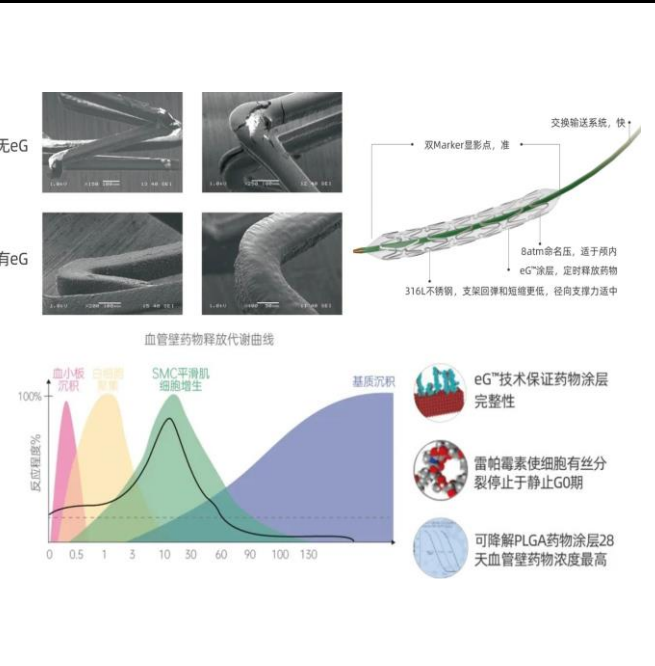 无eG
有eG
交换输送系统，快
双Marker显影点，准
8atm命名压，适于颅内
eG™涂层，定时释放药物
316L不锈钢，支架回弹和短缩更低，径向支撑力适中
血管壁药物释放代谢曲线
血小板
沉积
白细胞
聚集
SMC平滑肌
细胞增生
基质沉积
100%
反应程度%
0 0.5 1 3 10 30 60 90 100 130
eG™技术保证药物涂层
完整性
雷帕霉素使细胞有丝分
裂停止于静止G0期
可降解PLGA药物涂层28
天血管壁药物浓度最高